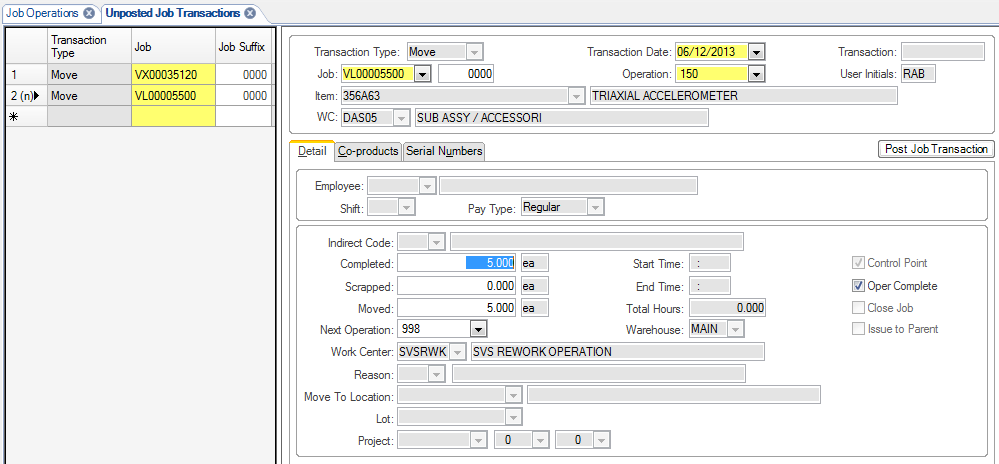 Job Operations Unposted Job Transactions
Transaction Type Job Job Suffix
1 Move VX00035120 0000
2 (n) Move VL00005500 0000
Transaction Type: Move Transaction Date: 06/12/2013 Transaction:
Job: VL00005500 0000 Operation: 150 User Initials: RAB
Item: 356A63 TRIAXIAL ACCELEROMETER
WC: DAS05 SUB ASSY / ACCESSORI
Detail Co-products Serial Numbers Post Job Transaction
Employee:
Shift: Pay Type: Regular
Indirect Code:
Completed: 5.000 ea Start Time: : Control Point
Scrapped: 0.000 ea End Time: : Oper Complete
Moved: 5.000 ea Total Hours: 0.000 Close Job
Next Operation: 998 Warehouse: MAIN Issue to Parent
Work Center: SVSRWK SVS REWORK OPERATION
Reason:
Move To Location:
Lot:
Project: 0 0